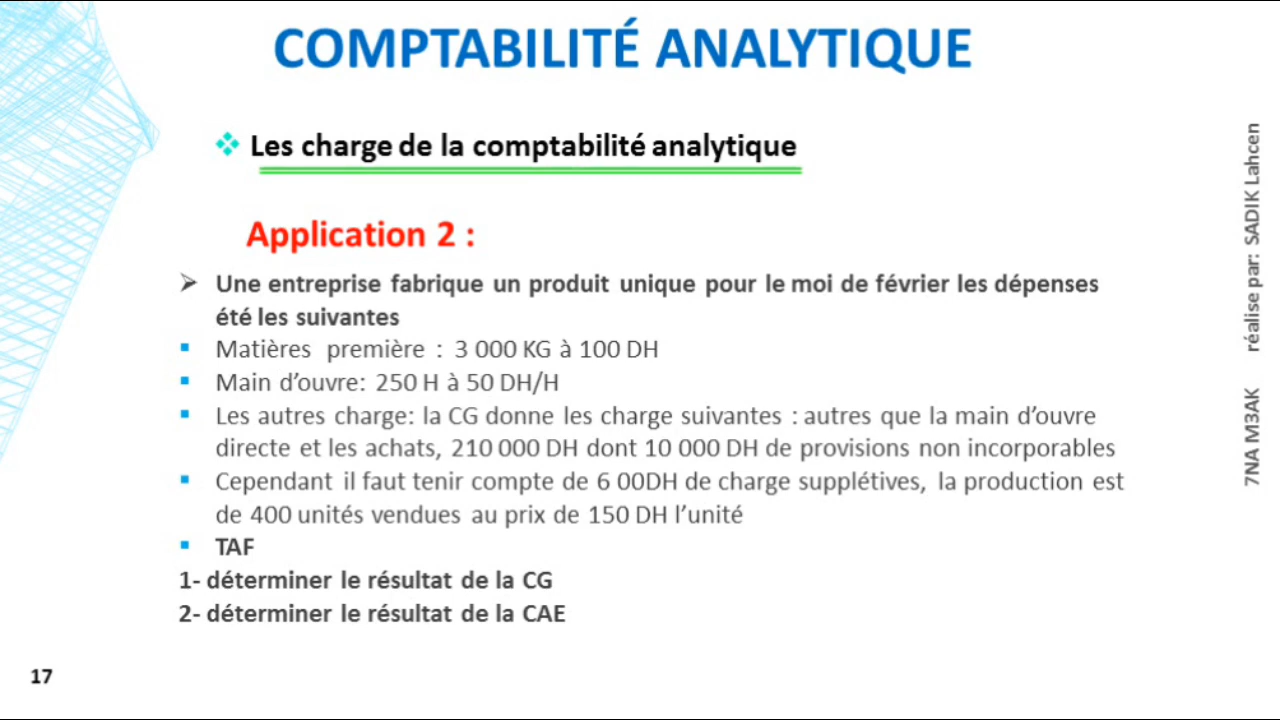 COMPTABILITÉ ANALYTIQUE
Les charge de la comptabilité analytique
Application 2 :
Une entreprise fabrique un produit unique pour le moi de février les dépenses
été les suivantes
Matières première : 3 000 KG à 100 DH
Main d’ouvre: 250 H à 50 DH/H
Les autres charge: la CG donne les charge suivantes : autres que la main d’ouvre
directe et les achats, 210 000 DH dont 10 000 DH de provisions non incorporables
Cependant il faut tenir compte de 6 00DH de charge supplétives, la production est
de 400 unités vendues au prix de 150 DH l’unité
TAF
1- déterminer le résultat de la CG
2- déterminer le résultat de la CAE
17
7NA M3AK réalise par: SADIK Lahcen